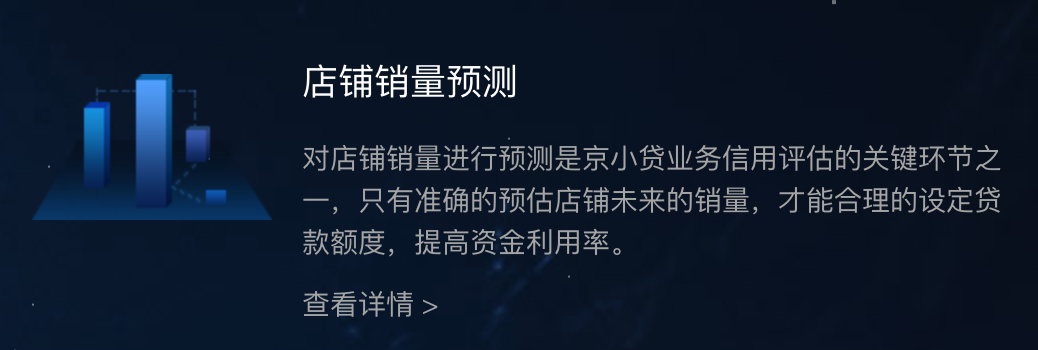 店铺销量预测
对店铺销量进行预测是京小贷业务信用评估的关键环节之
一，只有准确的预估店铺未来的销量，才能合理的设定贷
款额度，提高资金利用率。
查看详情 >